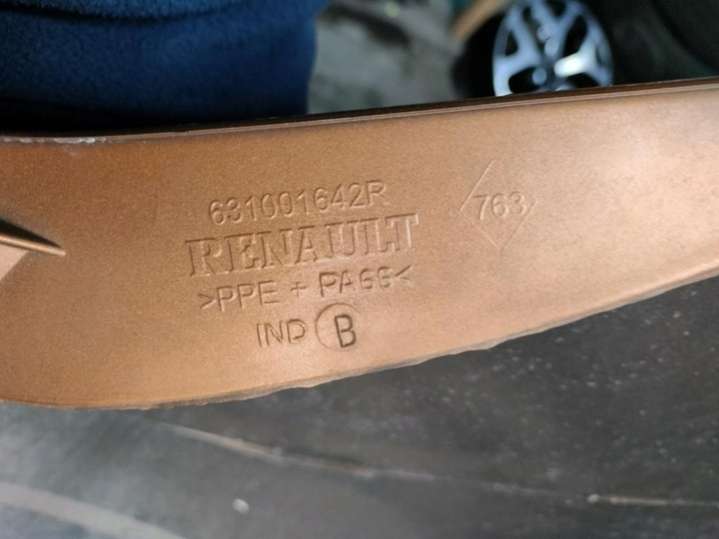 631001642R
763
RENAULT
>PPE + PA66<
IND B